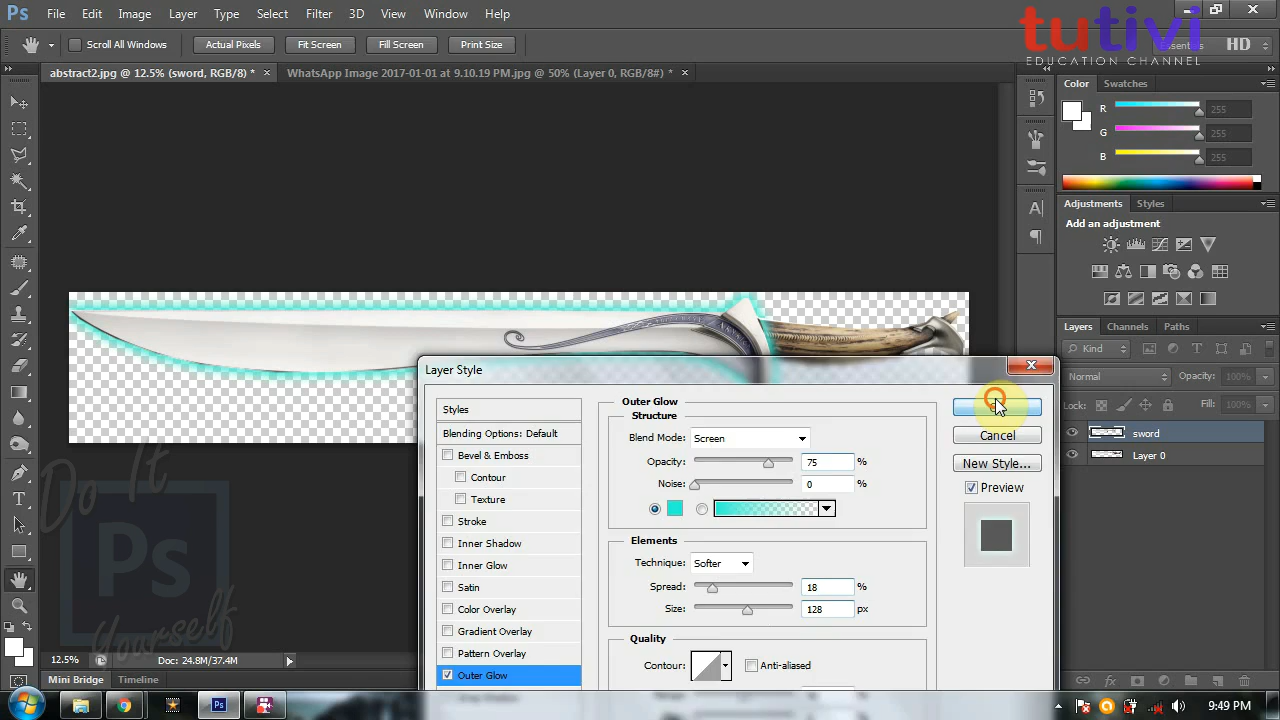 Ps File Edit Image Layer Type Select Filter 3D View Window Help
Scroll All Windows Actual Pixels Fit Screen Fill Screen Print Size
tutivi HD
EDUCATION CHANNEL
Essentials
abstract2.jpg @ 12.5% (sword, RGB/8) * × WhatsApp Image 2017-01-01 at 9.10.19 PM.jpg @ 50% (Layer 0, RGB/8#) * ×
Color Swatches
R 255
G 255
B 255
Adjustments Styles
Add an adjustment
Layers Channels Paths
Kind
Normal Opacity: 100%
Lock: Fill: 100%
sword
Layer 0
Layer Style
Styles
Blending Options: Default
Bevel & Emboss
Contour
Texture
Stroke
Inner Shadow
Inner Glow
Satin
Color Overlay
Gradient Overlay
Pattern Overlay
Outer Glow
Outer Glow
Structure
Blend Mode: Screen
Opacity: 75 %
Noise: 0 %
Elements
Technique: Softer
Spread: 18 %
Size: 128 px
Quality
Contour: Anti-aliased
Cancel
New Style...
Preview
Do It
Ps
Yourself
12.5% Doc: 24.8M/37.4M
Mini Bridge Timeline
Ps
9:49 PM